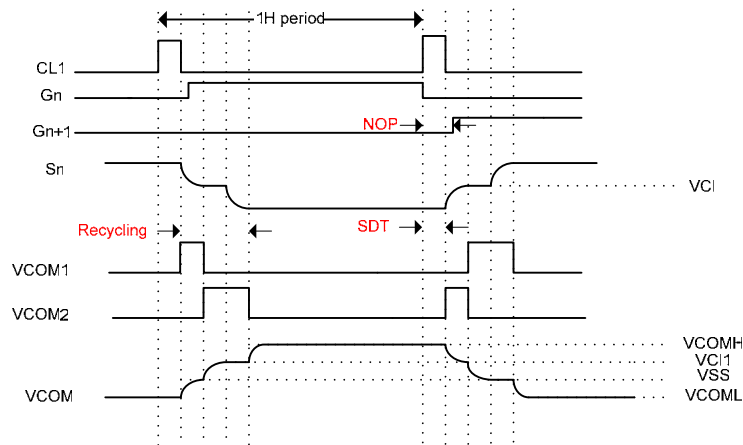 1H period
CL1
Gn
Gn+1
NOP
Sn
VCI
Recycling
SDT
VCOM1
VCOM2
VCOMH
VCI1
VSS
VCOM
VCOML